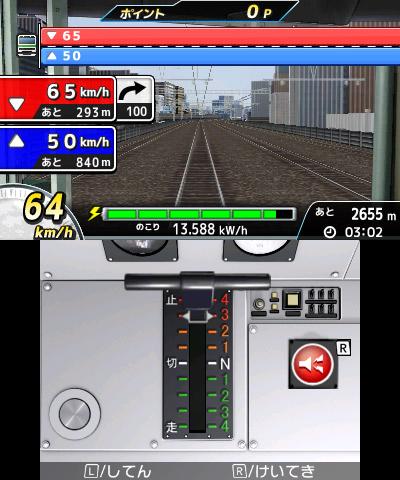 ポイント 0 P
▼ 65
▲ 50
65 km/h
あと 293 m
100
50 km/h
あと 840 m
64 km/h
のこり 13.588 kW/h
あと 2655 m
03:02
止 4
3
2
1
切 N
1
2
3
走 4
R
L/してん
R/けいてき